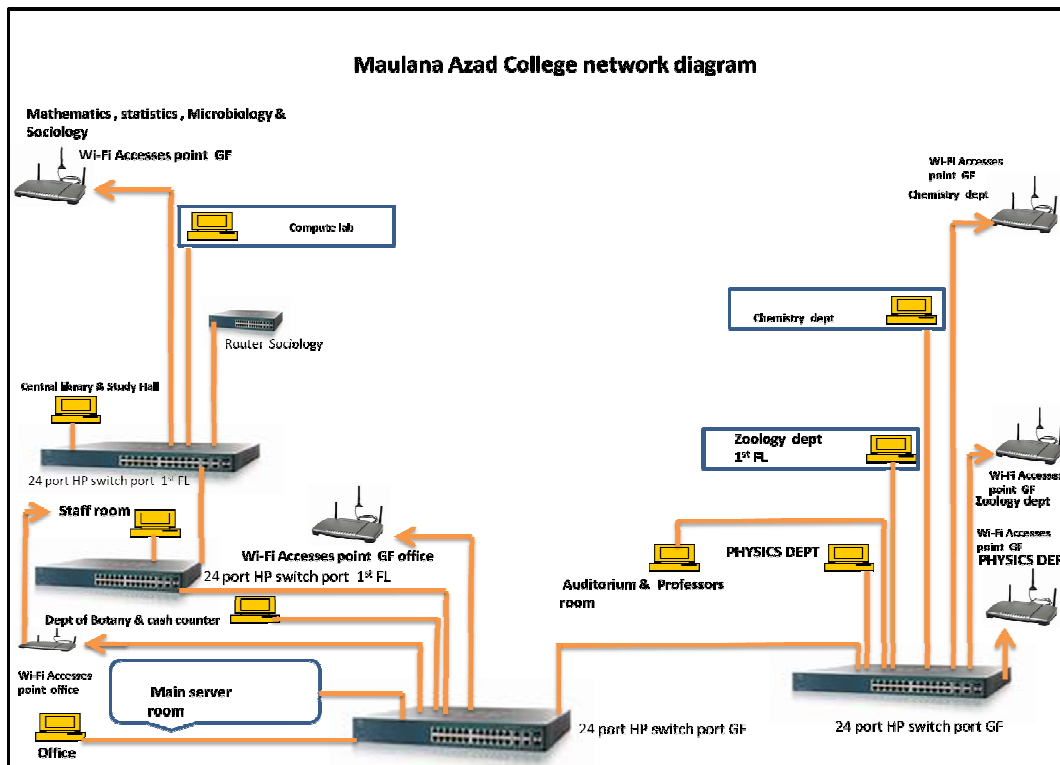 Maulana Azad College network diagram
Mathematics , statistics , Microbiology &
Sociology
Wi-Fi Accesses point GF
Compute lab
Router Sociology
Central library & Study Hall
24 port HP switch port 1st FL
Staff room
Wi-Fi Accesses point GF office
24 port HP switch port 1st FL
Dept of Botany & cash counter
Wi-Fi Accesses
point office
Main server
room
Office
24 port HP switch port GF
Wi-Fi Accesses
point GF
Chemistry dept
Chemistry dept
Zoology dept
1st FL
Wi-Fi Accesses
point GF
Zoology dept
Wi-Fi Accesses
point GF
PHYSICS DEPT
PHYSICS DEPT
Auditorium & Professors
room
24 port HP switch port GF